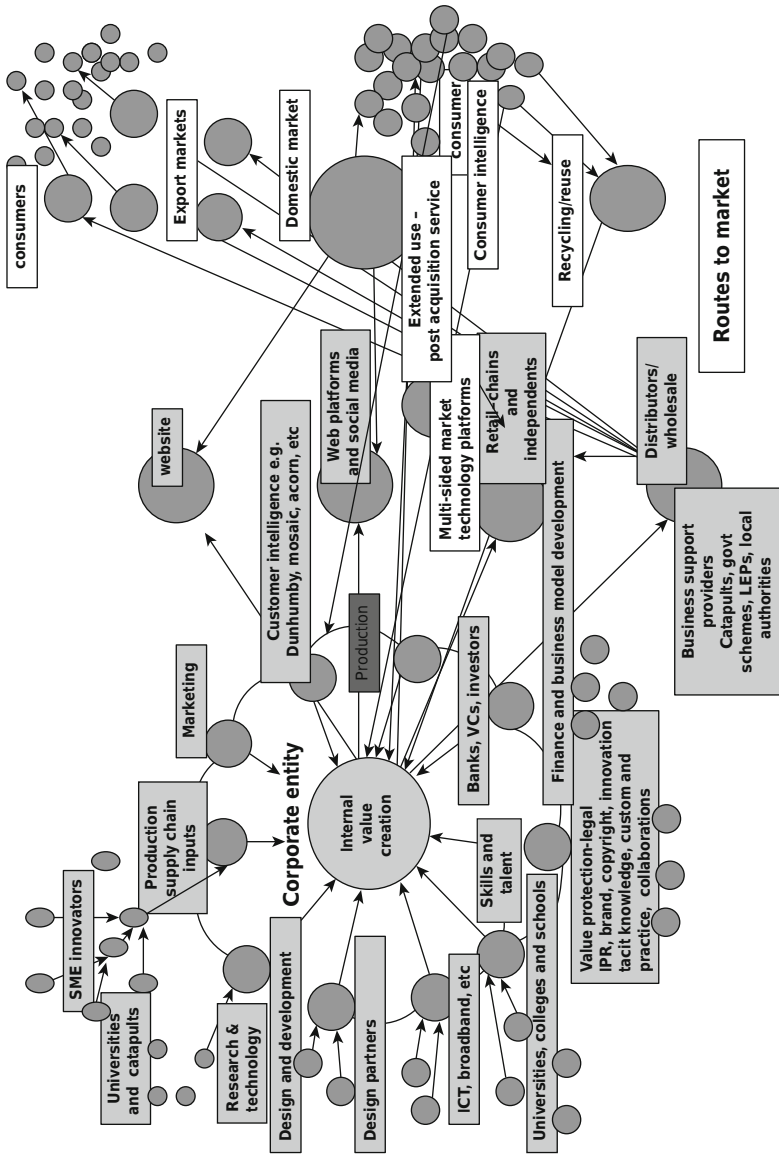 consumers
Export markets
Domestic market
consumer
Consumer intelligence
Recycling/reuse
Routes to market
Extended use –
post acquisition service
website
Web platforms
and social media
Multi-sided market
technology platforms
Retail-chains
and
independents
Distributors/
wholesale
Customer intelligence e.g.
Dunhumby, mosaic, acorn, etc
Production
Finance and business model development
Business support
providers
Catapults, govt
schemes, LEPs, local
authorities
Marketing
Corporate entity
Banks, VCs, investors
Internal
value
creation
Production
supply chain
inputs
SME innovators
Universities
and catapults
Research &
technology
Design and development
Design partners
ICT, broadband, etc
Skills and
talent
Universities, colleges and schools
Value protection-legal
IPR, brand, copyright, innovation
tacit knowledge, custom and
practice, collaborations